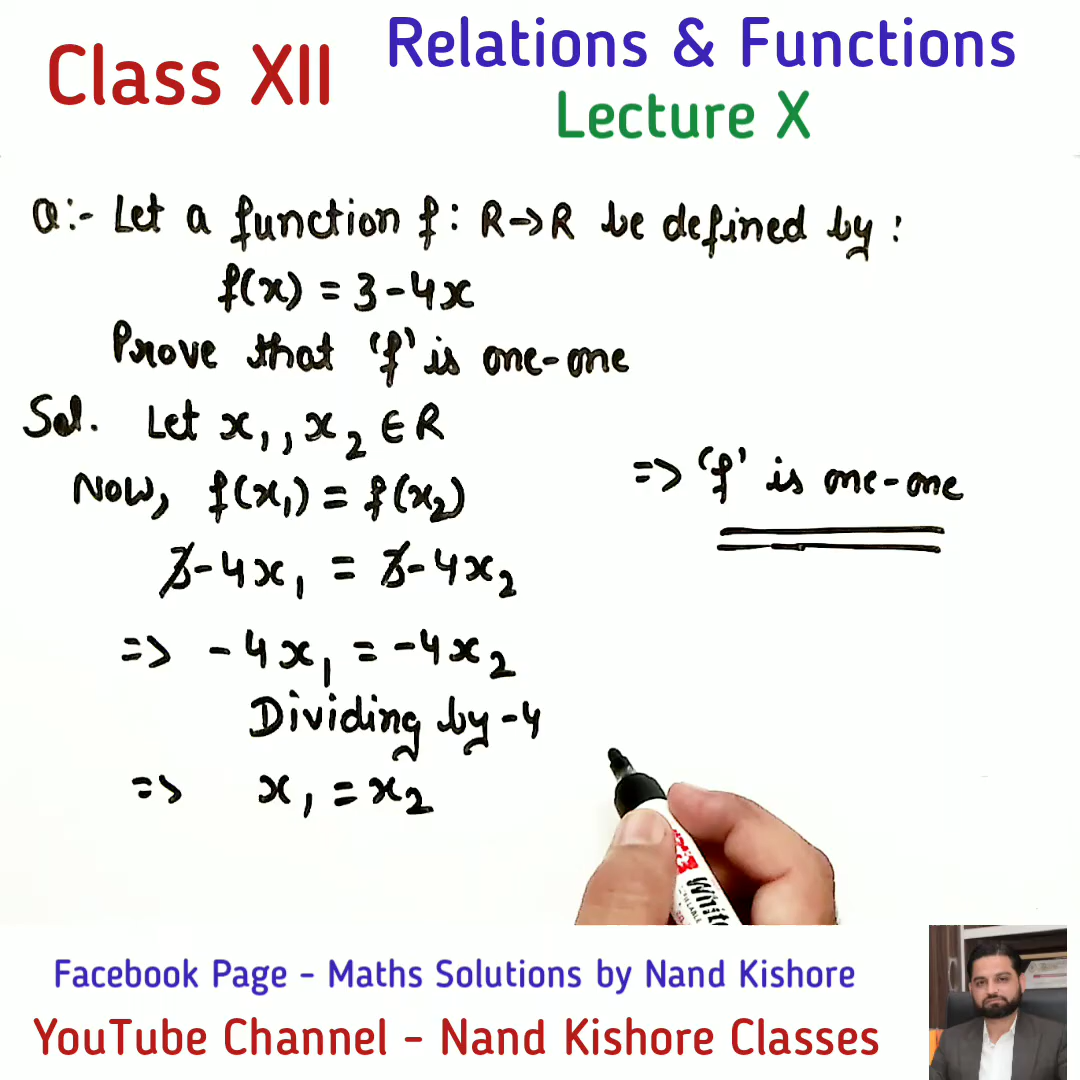 Class XII
Relations & Functions
Lecture X
Q:- Let a function f: R→R be defined by :
f(x) = 3-4x
Prove that 'f' is one-one
Sol. Let x₁, x₂ ∈ R
Now, f(x₁) = f(x₂)
3-4x₁ = 3-4x₂
=> -4x₁ = -4x₂
Dividing by -4
=> x₁ = x₂
=> 'f' is one-one
Facebook Page - Maths Solutions by Nand Kishore
YouTube Channel - Nand Kishore Classes